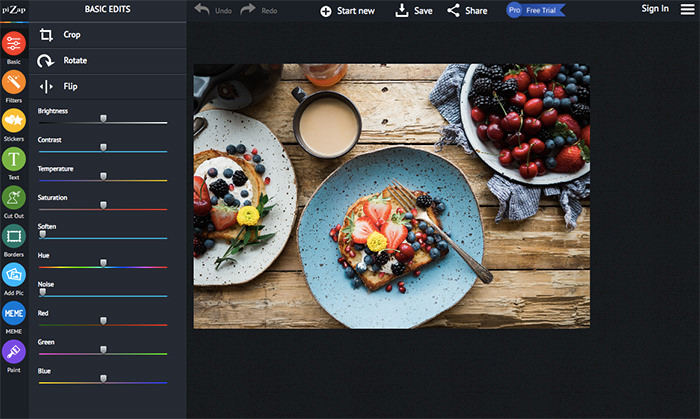 piZap
BASIC EDITS
Undo
Redo
Start new
Save
Share
Pro
Free Trial
Sign In
Basic
Filters
Stickers
T
Text
Cut Out
Borders
Add Pic
MEME
MEME
Paint
Crop
Rotate
Flip
Brightness
Contrast
Temperature
Saturation
Soften
Hue
Noise
Red
Green
Blue